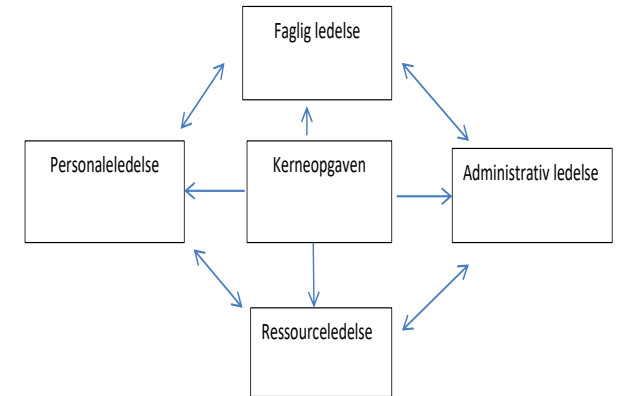 Faglig ledelse
Personaleledelse
Kerneopgaven
Administrativ ledelse
Ressourceledelse